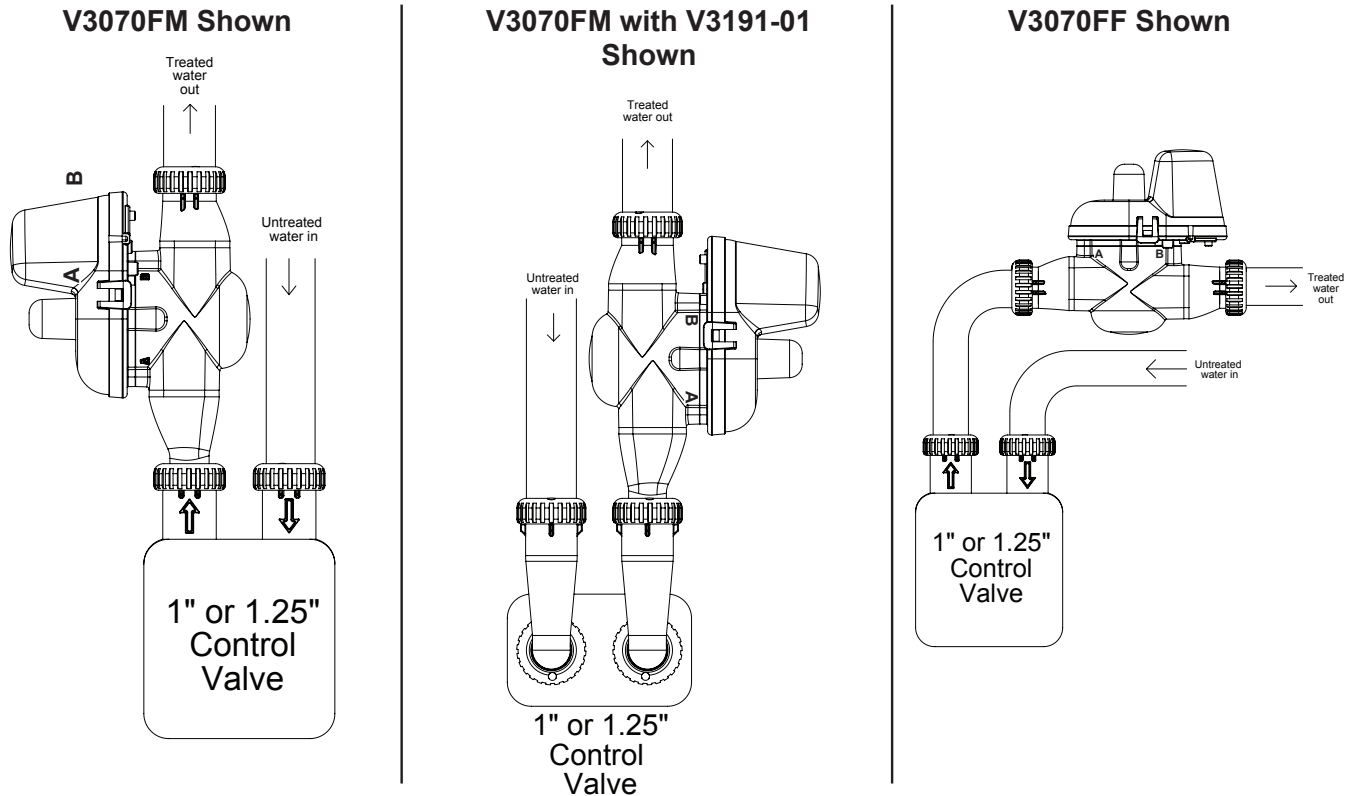 V3070FM Shown
Treated
water
out
B
A
B
A
Untreated
water in
1" or 1.25"
Control
Valve
V3070FM with V3191-01
Shown
Treated
water out
Untreated
water in
B
A
1" or 1.25"
Control
Valve
V3070FF Shown
A B
Treated
water
out
Untreated
water in
1" or 1.25"
Control
Valve